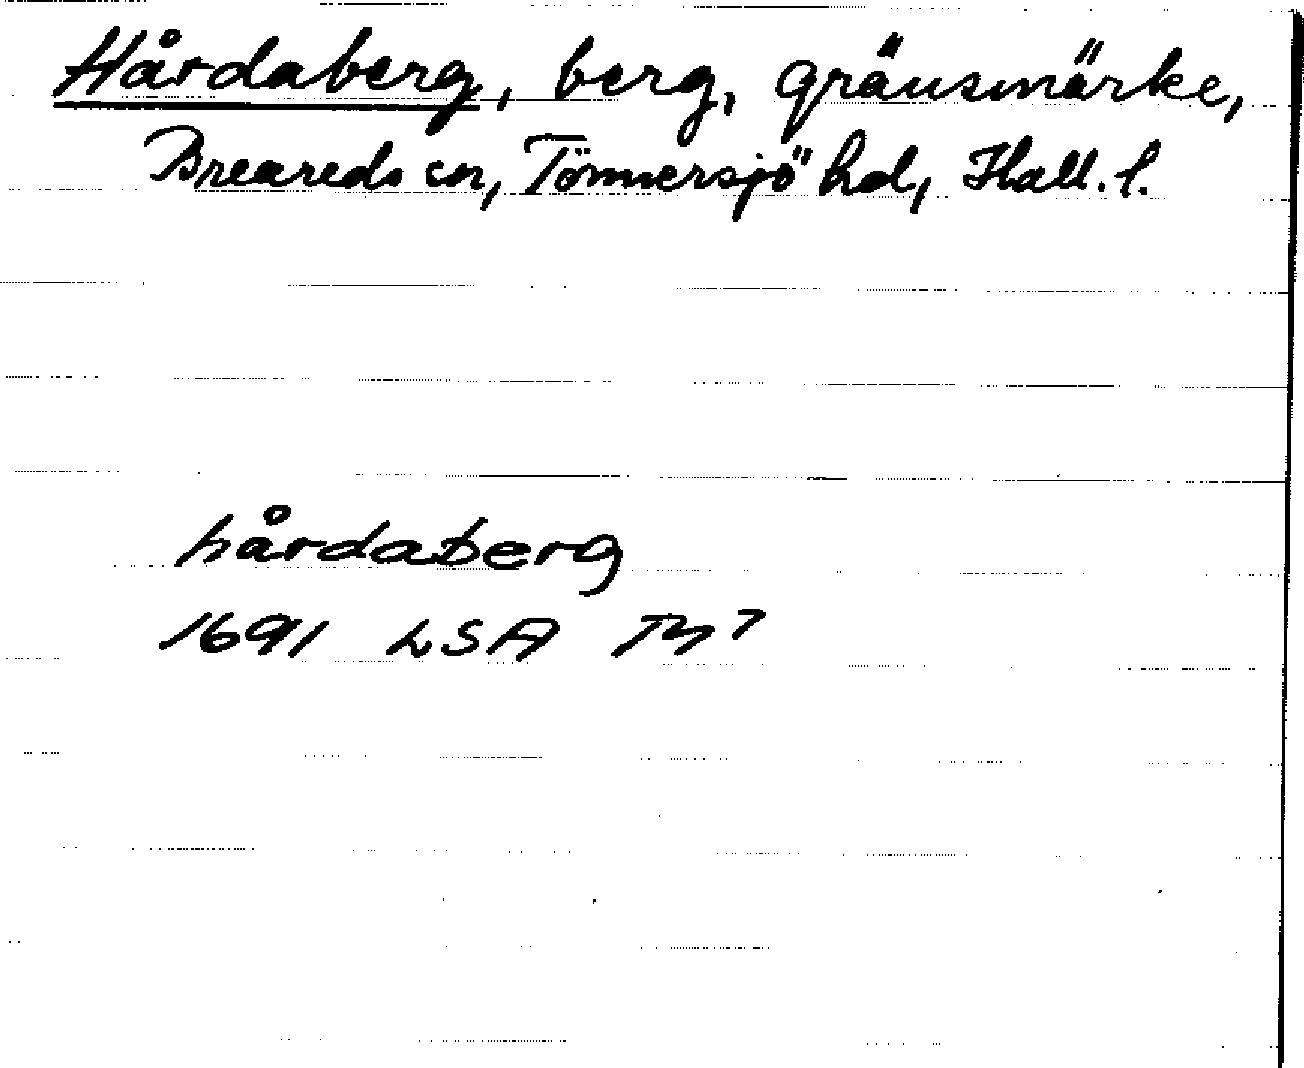 Hårdaberg, berg, gränsmärke,
Breareds sn, Tönnersjö hd, Hall. l.
hårdaberg
1691 LSA